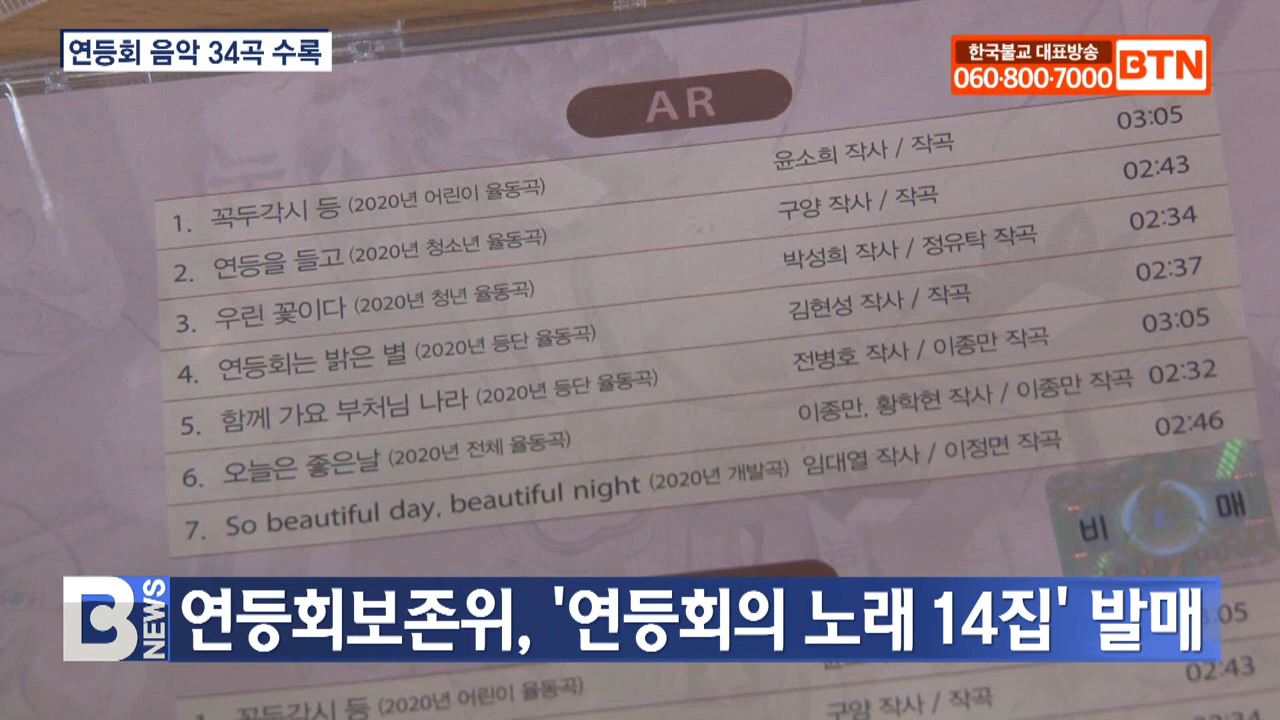 연등회 음악 34곡 수록
한국불교 대표방송
060·800·7000 BTN
AR
1. 꼭두각시 등 (2020년 어린이 율동곡) 윤소희 작사 / 작곡 03:05
2. 연등을 들고 (2020년 청소년 율동곡) 구양 작사 / 작곡 02:43
3. 우린 꽃이다 (2020년 청년 율동곡) 박성희 작사 / 정유탁 작곡 02:34
4. 연등회는 밝은 별 (2020년 등단 율동곡) 김현성 작사 / 작곡 02:37
5. 함께 가요 부처님 나라 (2020년 등단 율동곡) 전병호 작사 / 이종만 작곡 03:05
6. 오늘은 좋은날 (2020년 전체 율동곡) 이종만, 황학현 작사 / 이종만 작곡 02:32
7. So beautiful day, beautiful night (2020년 개발곡) 임대열 작사 / 이정면 작곡 02:46
비 매
B NEWS
연등회보존위, '연등회의 노래 14집' 발매
1. 꼭두각시 등 (2020년 어린이 율동곡) :05
구양 작사 / 작곡 02:43